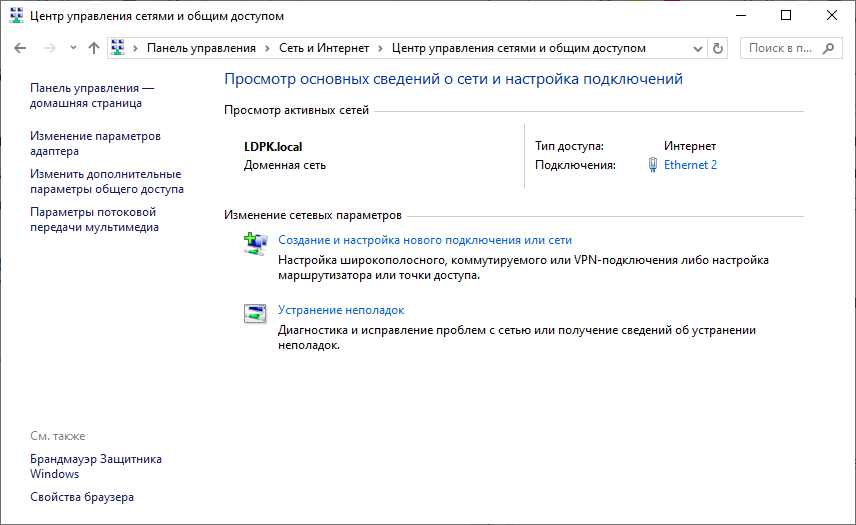 Центр управления сетями и общим доступом
Панель управления
Сеть и Интернет
Центр управления сетями и общим доступом
Поиск в п...
Панель управления —
домашняя страница
Изменение параметров
адаптера
Изменить дополнительные
параметры общего доступа
Параметры потоковой
передачи мультимедиа
Просмотр основных сведений о сети и настройка подключений
Просмотр активных сетей
LDPK.local
Доменная сеть
Тип доступа: Интернет
Подключения: Ethernet 2
Изменение сетевых параметров
Создание и настройка нового подключения или сети
Настройка широкополосного, коммутируемого или VPN-подключения либо настройка
маршрутизатора или точки доступа.
Устранение неполадок
Диагностика и исправление проблем с сетью или получение сведений об устранении
неполадок.
См. также
Брандмауэр Защитника
Windows
Свойства браузера